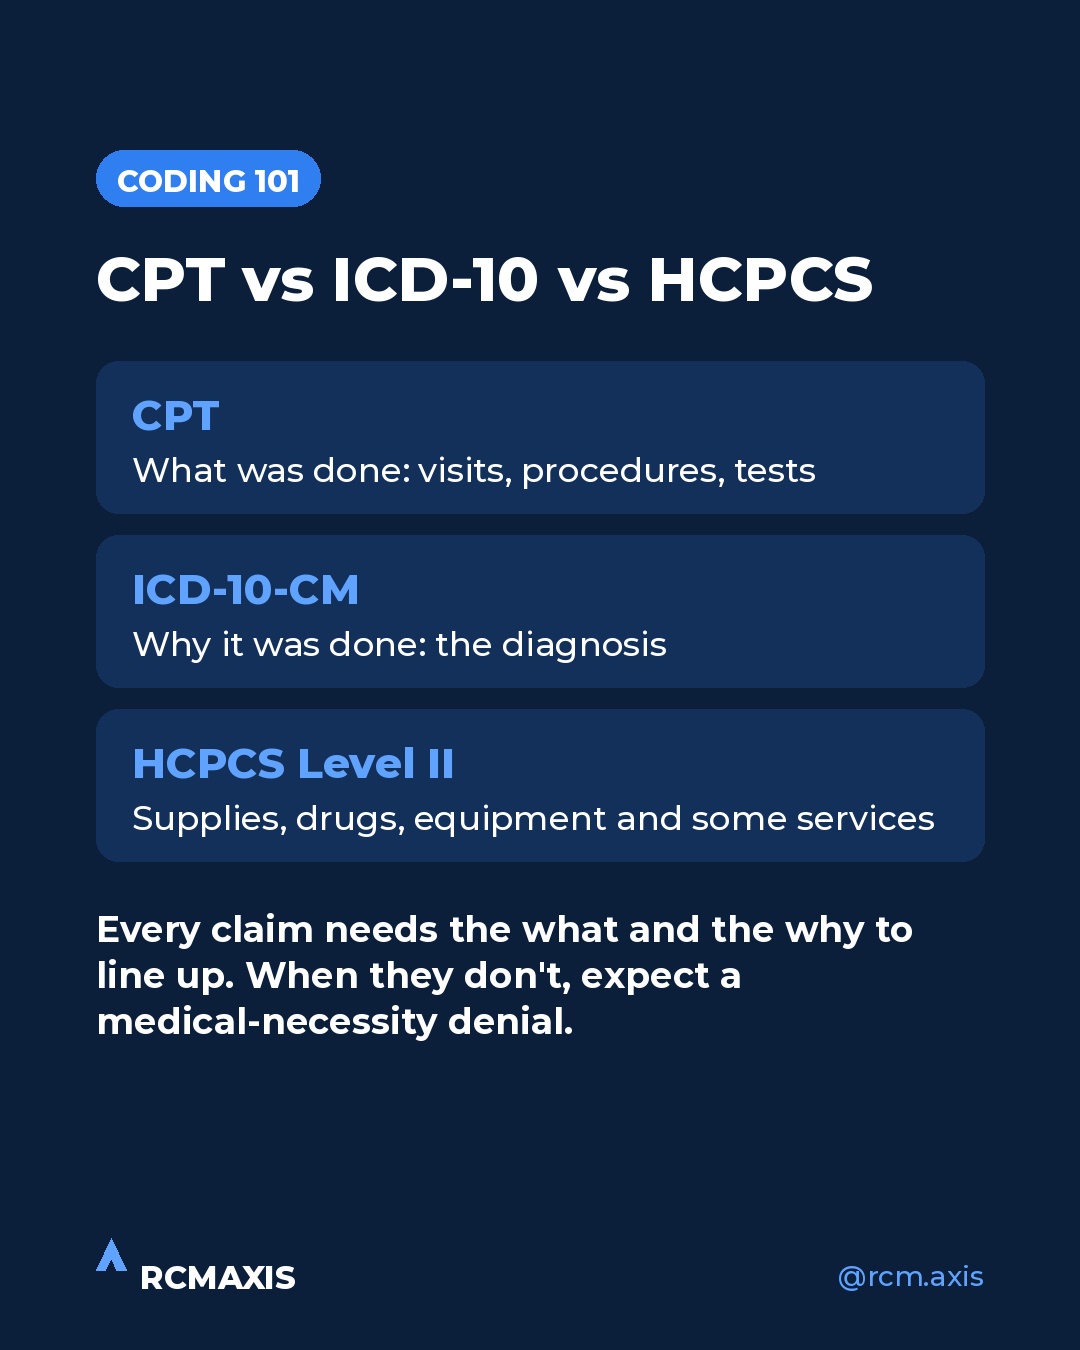 CODING 101
CPT vs ICD-10 vs HCPCS
CPT
What was done: visits, procedures, tests
ICD-10-CM
Why it was done: the diagnosis
HCPCS Level II
Supplies, drugs, equipment and some services
Every claim needs the what and the why to
line up. When they don't, expect a
medical-necessity denial.
RCMAXIS
@rcm.axis